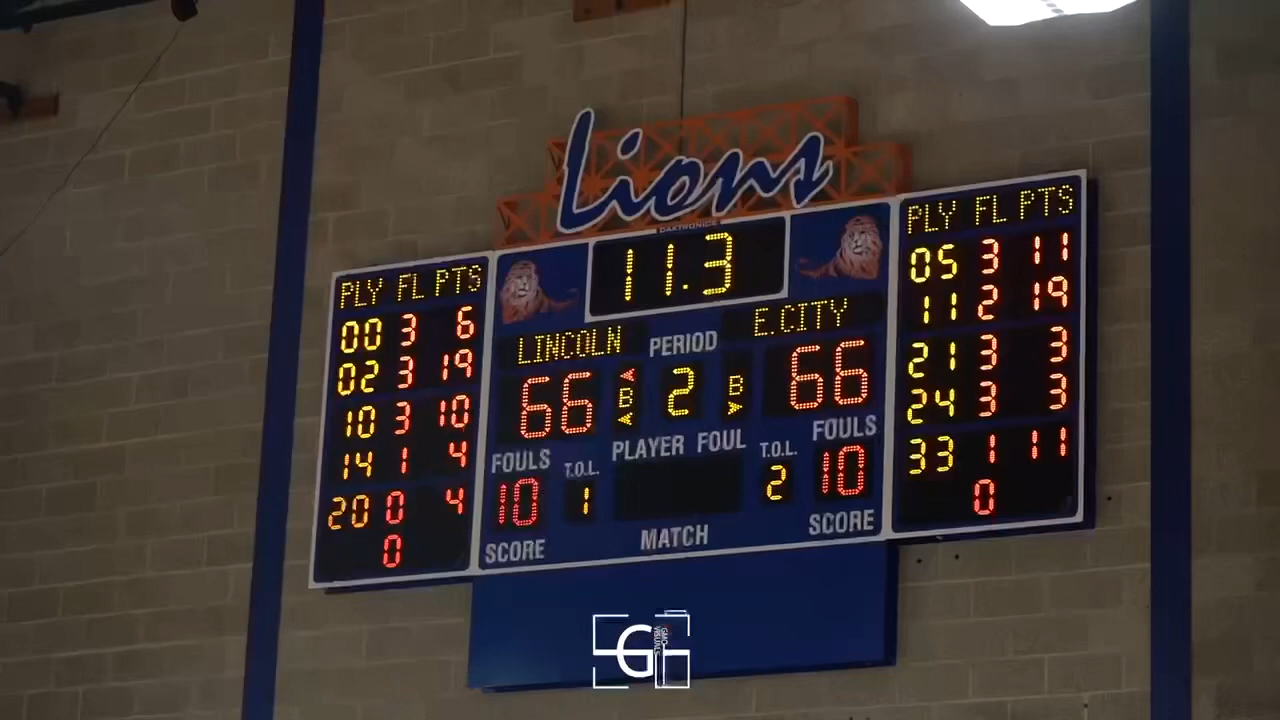 Lions
DAKTRONICS
11.3
PLY FL PTS
00 3 6
02 3 19
10 3 10
14 1 4
20 0 4
0
LINCOLN
PERIOD
E.CITY
66
B
2
B
66
PLAYER FOUL
FOULS
T.O.L.
T.O.L.
FOULS
10
1
2
10
SCORE
MATCH
SCORE
PLY FL PTS
05 3 11
11 2 19
21 3 3
24 3 3
33 1 11
0
G
GMC
VISUALS